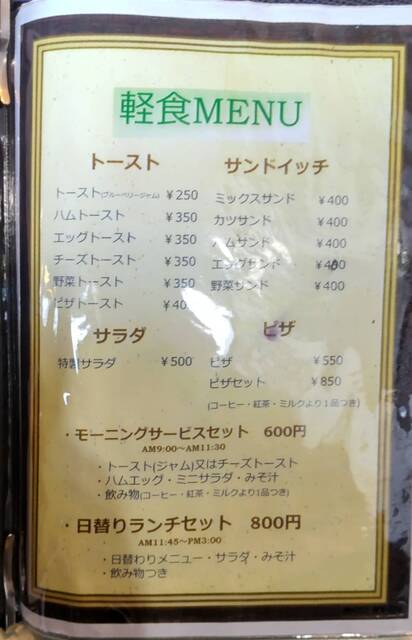 軽食MENU
トースト
トースト(ブルーベリージャム) ¥250
ハムトースト ¥350
エッグトースト ¥350
チーズトースト ¥350
野菜トースト ¥350
ピザトースト
サラダ
特製サラダ ¥500
サンドイッチ
ミックスサンド ¥400
カツサンド ¥400
ハムサンド ¥400
エッグサンド ¥400
野菜サンド ¥400
ピザ
ピザ ¥550
ピザセット ¥850
(コーヒー・紅茶・ミルクより1品つき)
・モーニングサービスセット 600円
AM9:00～AM11:30
・トースト(ジャム)又はチーズトースト
・ハムエッグ・ミニサラダ・みそ汁
・飲み物(コーヒー・紅茶・ミルクより1品つき)
・日替りランチセット 800円
AM11:45～PM3:00
・日替わりメニュー・サラダ・みそ汁
・飲み物つき